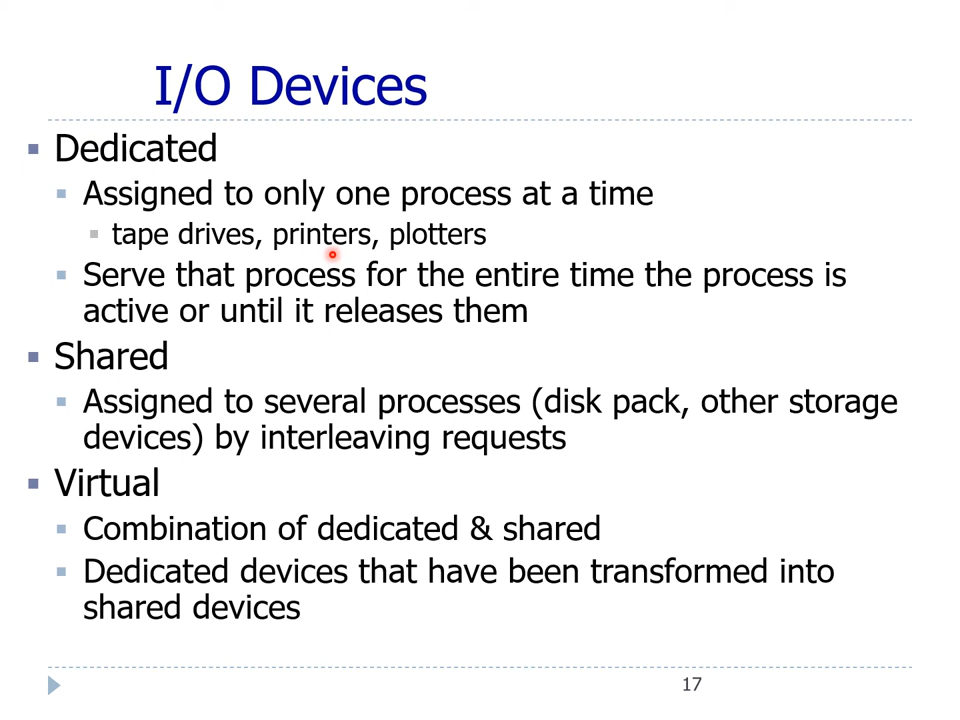 I/O Devices
Dedicated
Assigned to only one process at a time
tape drives, printers, plotters
Serve that process for the entire time the process is
active or until it releases them
Shared
Assigned to several processes (disk pack, other storage
devices) by interleaving requests
Virtual
Combination of dedicated & shared
Dedicated devices that have been transformed into
shared devices
17